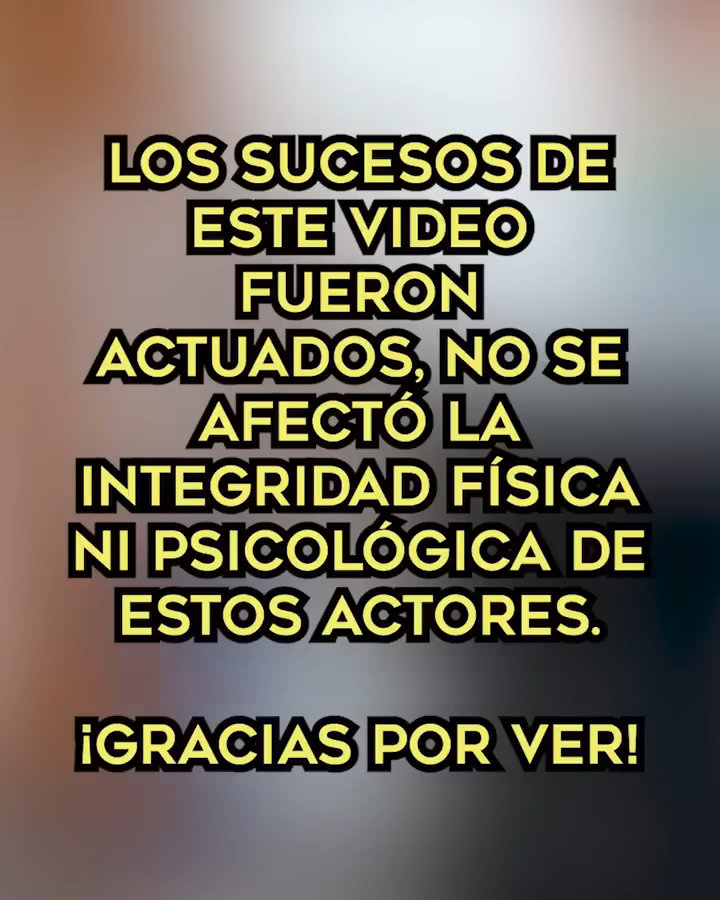 LOS SUCESOS DE
ESTE VIDEO
FUERON
ACTUADOS, NO SE
AFECTÓ LA
INTEGRIDAD FÍSICA
NI PSICOLÓGICA DE
ESTOS ACTORES.
¡GRACIAS POR VER!